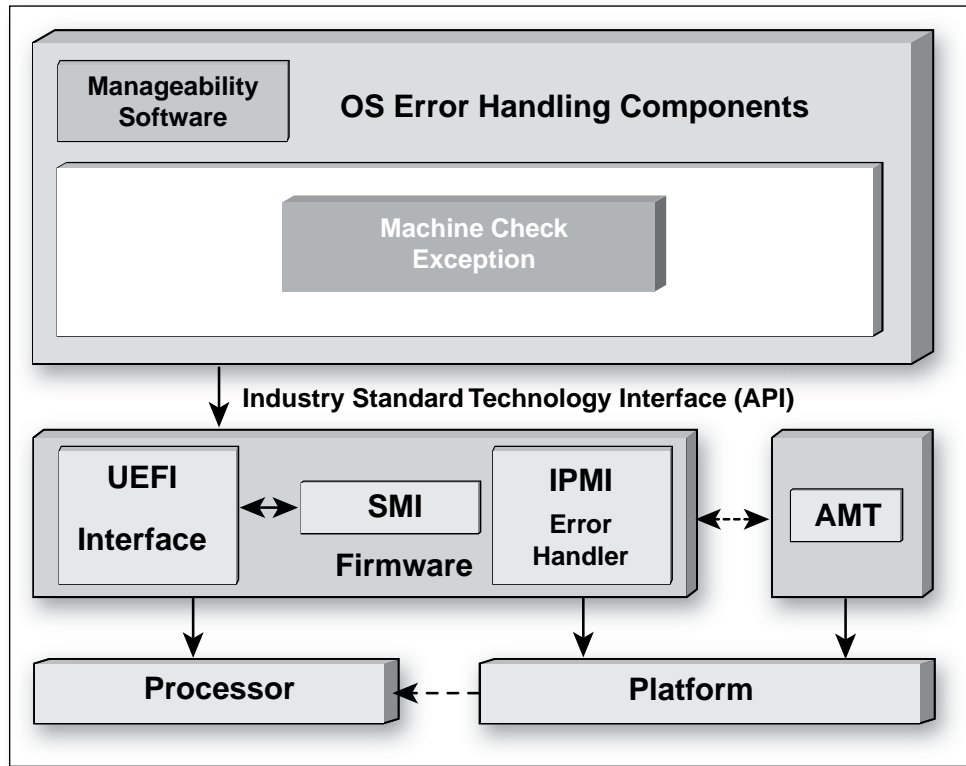 Manageability
Software
OS Error Handling Components
Machine Check
Exception
Industry Standard Technology Interface (API)
UEFI
Interface
SMI
Firmware
IPMI
Error
Handler
AMT
Processor
Platform